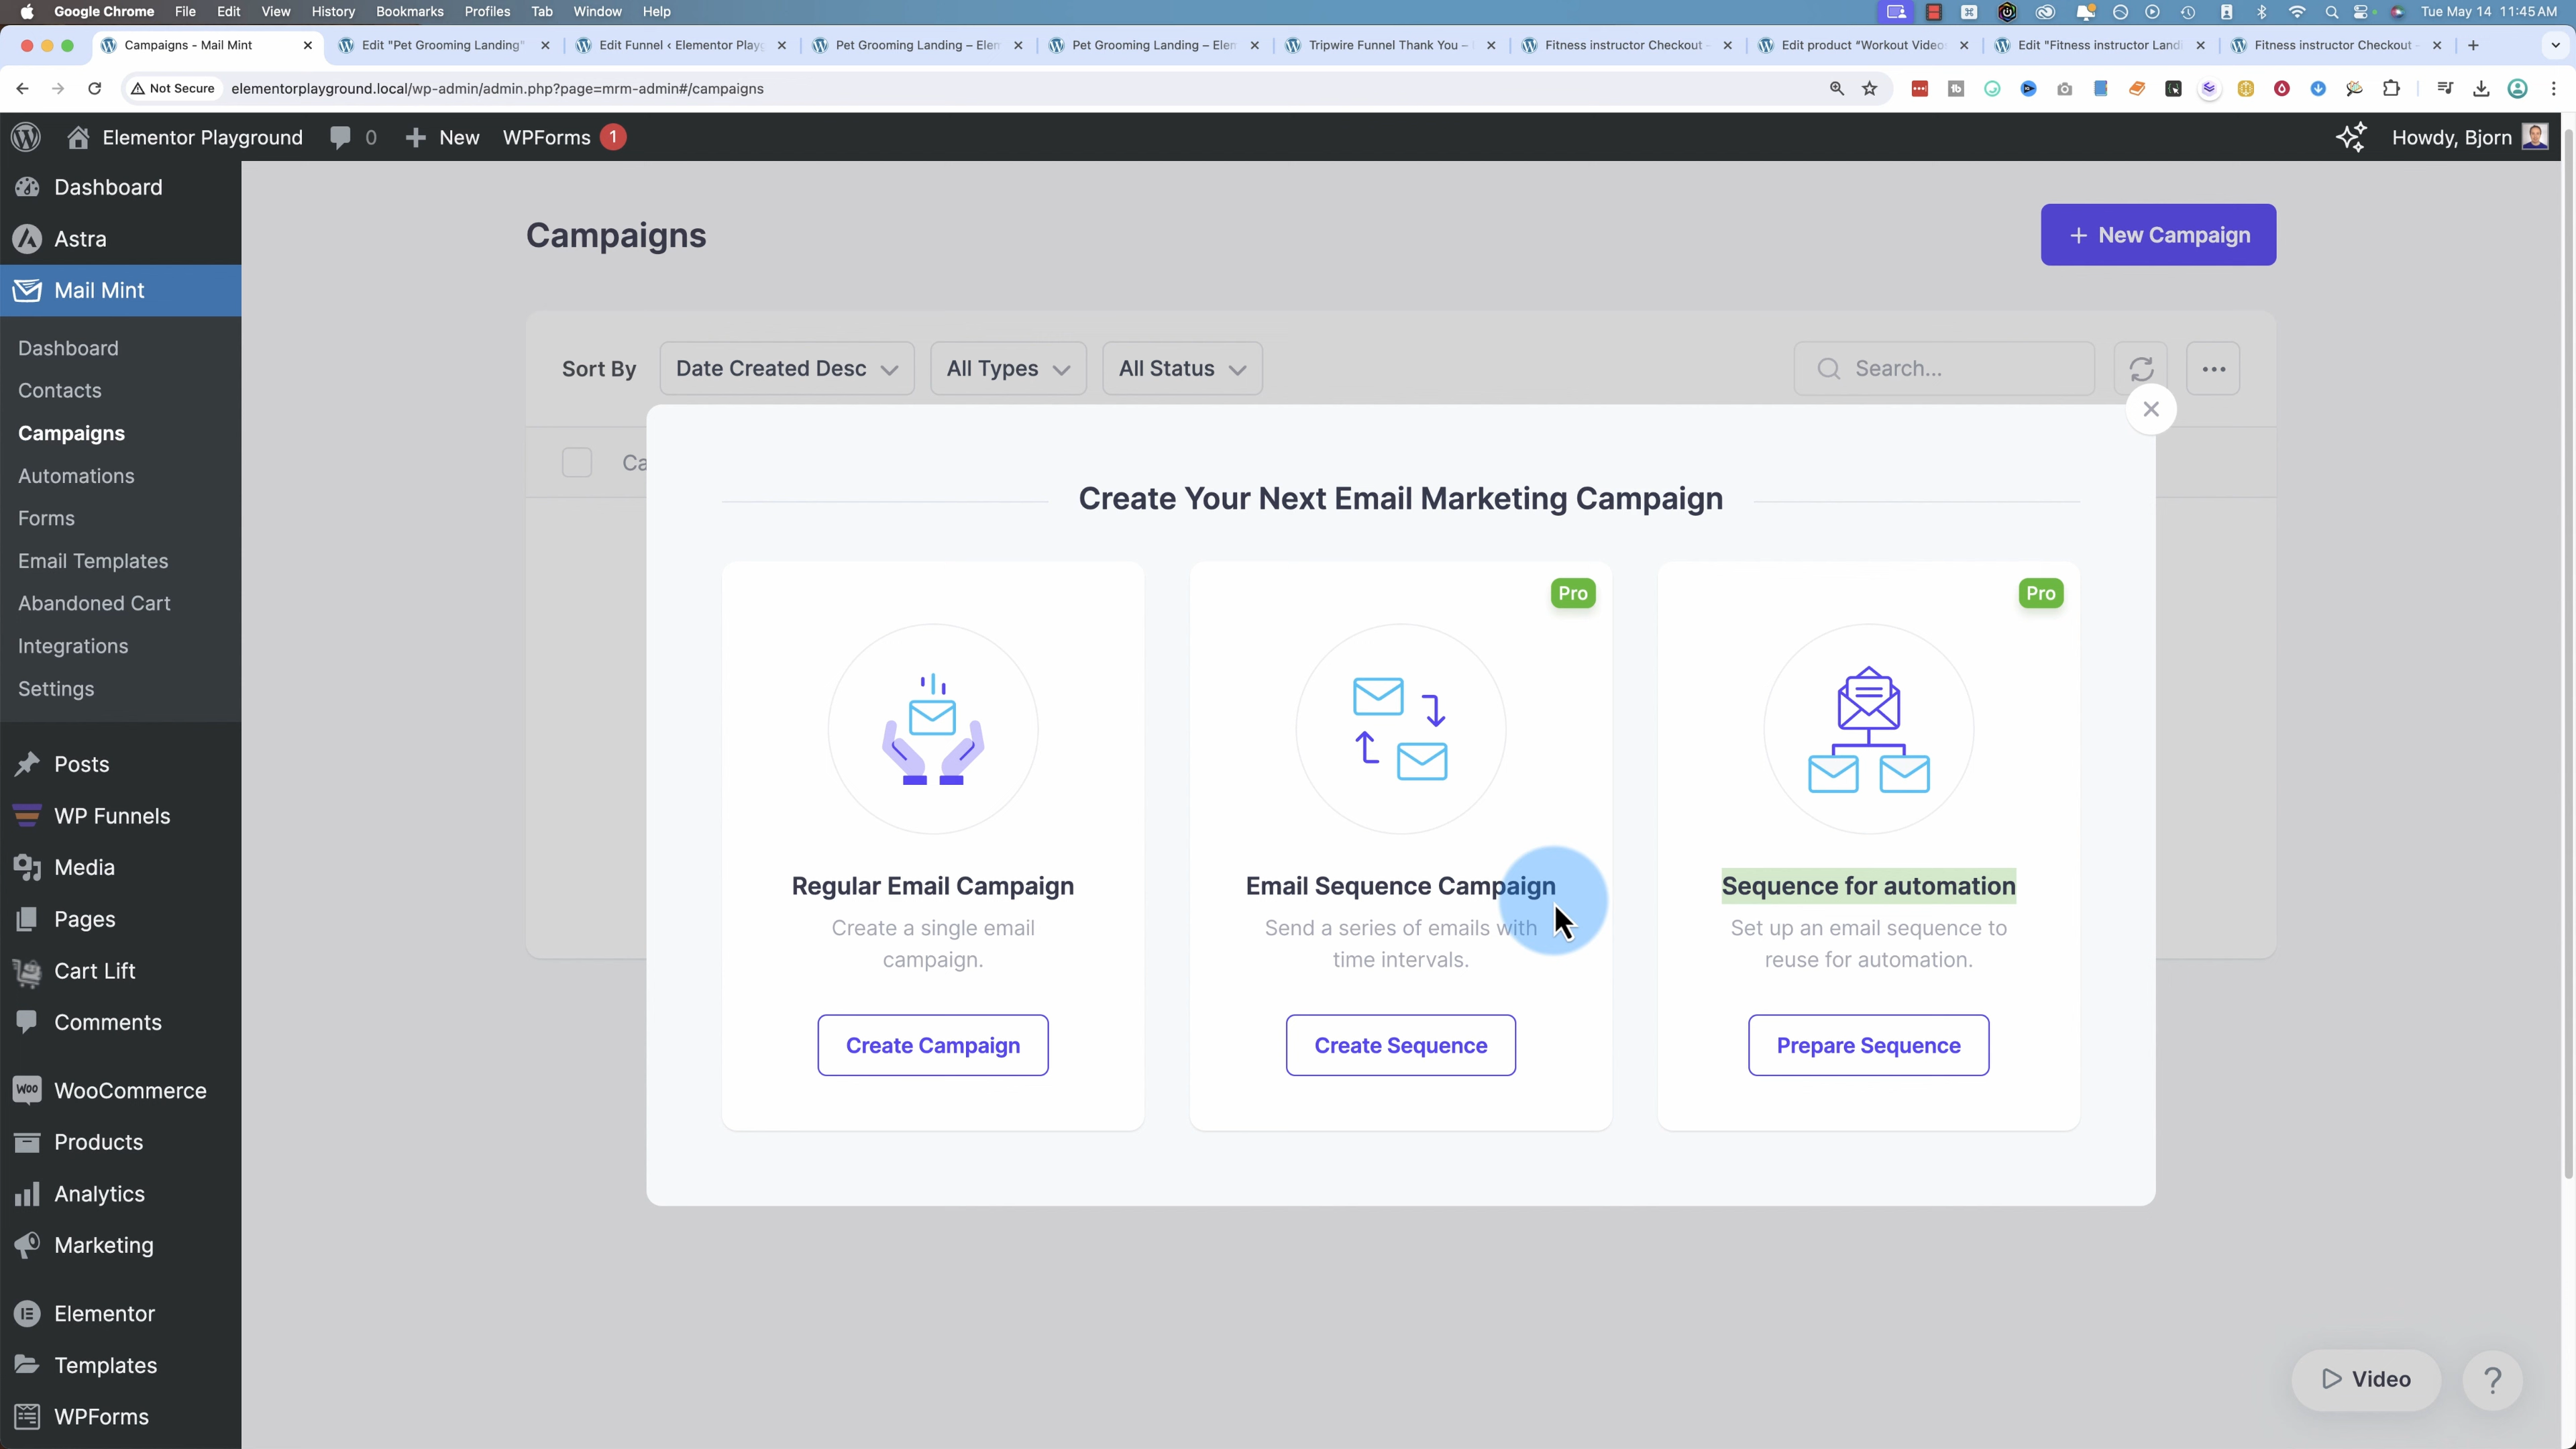 Google Chrome File Edit View History Bookmarks Profiles Tab Window Help Tue May 14 11:45 AM
Campaigns - Mail Mint
Edit "Pet Grooming Landing"
Edit Funnel ‹ Elementor Play
Pet Grooming Landing – Elem
Pet Grooming Landing – Elem
Tripwire Funnel Thank You –
Fitness instructor Checkout
Edit product "Workout Video
Edit "Fitness instructor Landi
Fitness instructor Checkout
Not Secure elementorplayground.local/wp-admin/admin.php?page=mrm-admin#/campaigns
Elementor Playground 0 New WPForms 1 Howdy, Bjorn
Dashboard
Astra
Mail Mint
Dashboard
Contacts
Campaigns
Automations
Forms
Email Templates
Abandoned Cart
Integrations
Settings
Posts
WP Funnels
Media
Pages
Cart Lift
Comments
WooCommerce
Products
Analytics
Marketing
Elementor
Templates
WPForms
Campaigns
+ New Campaign
Sort By Date Created Desc All Types All Status Search...
Ca
Create Your Next Email Marketing Campaign
Regular Email Campaign
Create a single email
campaign.
Create Campaign
Pro
Email Sequence Campaign
Send a series of emails with
time intervals.
Create Sequence
Pro
Sequence for automation
Set up an email sequence to
reuse for automation.
Prepare Sequence
Video
?